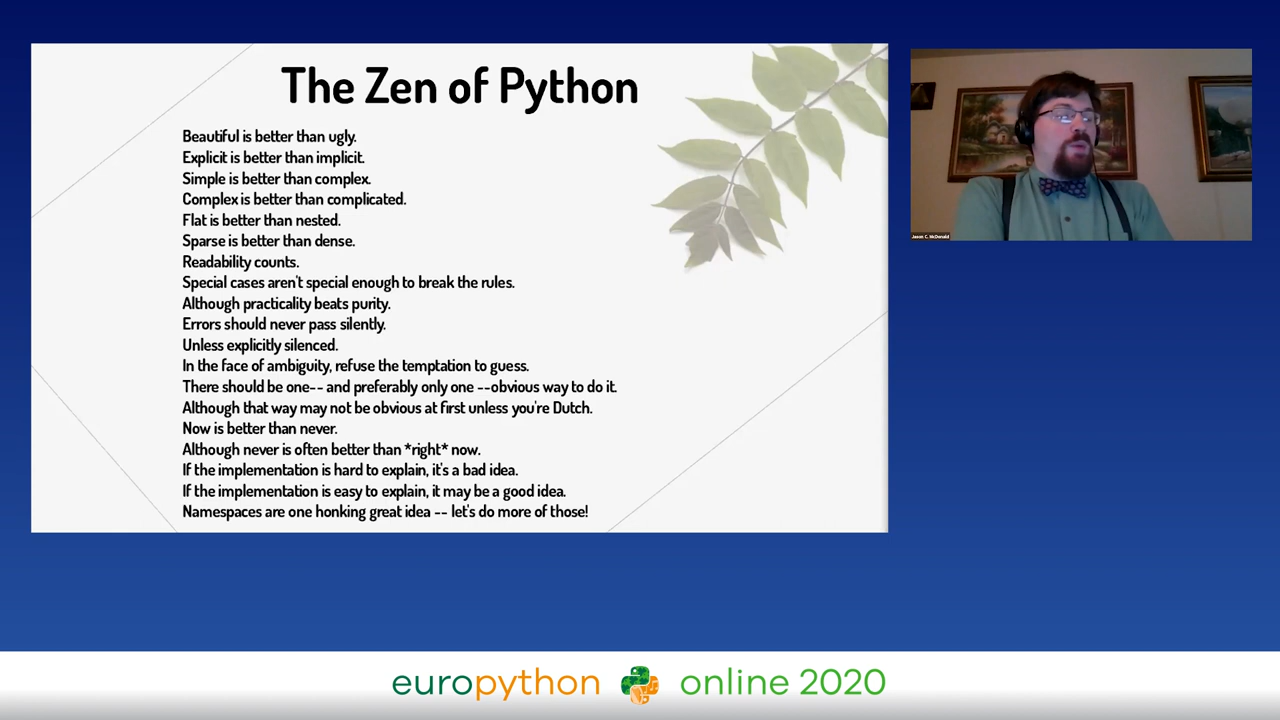 The Zen of Python
Beautiful is better than ugly.
Explicit is better than implicit.
Simple is better than complex.
Complex is better than complicated.
Flat is better than nested.
Sparse is better than dense.
Readability counts.
Special cases aren't special enough to break the rules.
Although practicality beats purity.
Errors should never pass silently.
Unless explicitly silenced.
In the face of ambiguity, refuse the temptation to guess.
There should be one-- and preferably only one --obvious way to do it.
Although that way may not be obvious at first unless you're Dutch.
Now is better than never.
Although never is often better than *right* now.
If the implementation is hard to explain, it's a bad idea.
If the implementation is easy to explain, it may be a good idea.
Namespaces are one honking great idea -- let's do more of those!
Jason C. McDonald
europython online 2020